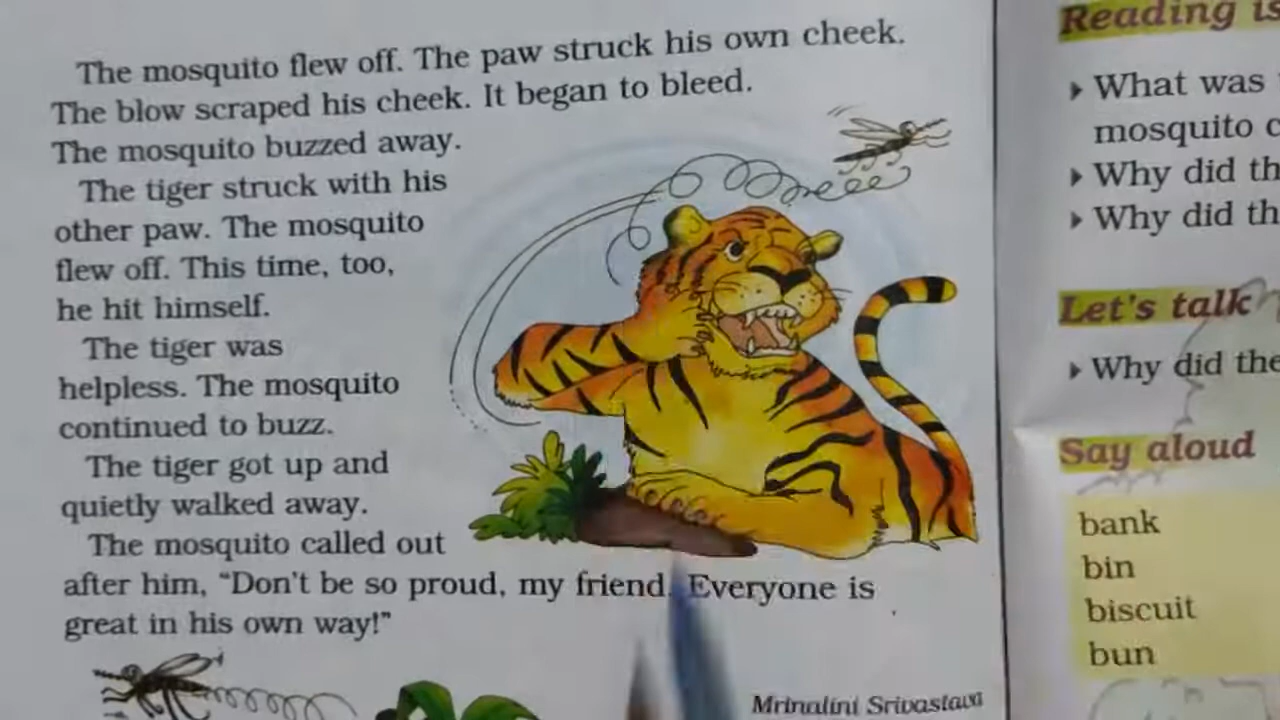 The mosquito flew off. The paw struck his own cheek.
The blow scraped his cheek. It began to bleed.
The mosquito buzzed away.
The tiger struck with his
other paw. The mosquito
flew off. This time, too,
he hit himself.
The tiger was
helpless. The mosquito
continued to buzz.
The tiger got up and
quietly walked away.
The mosquito called out
after him, “Don't be so proud, my friend. Everyone is
great in his own way!”
Mrinalini Srivastava
Reading is
What was
mosquito
Why did
Why did
Let's talk
Why did the
Say aloud
bank
bin
biscuit
bun